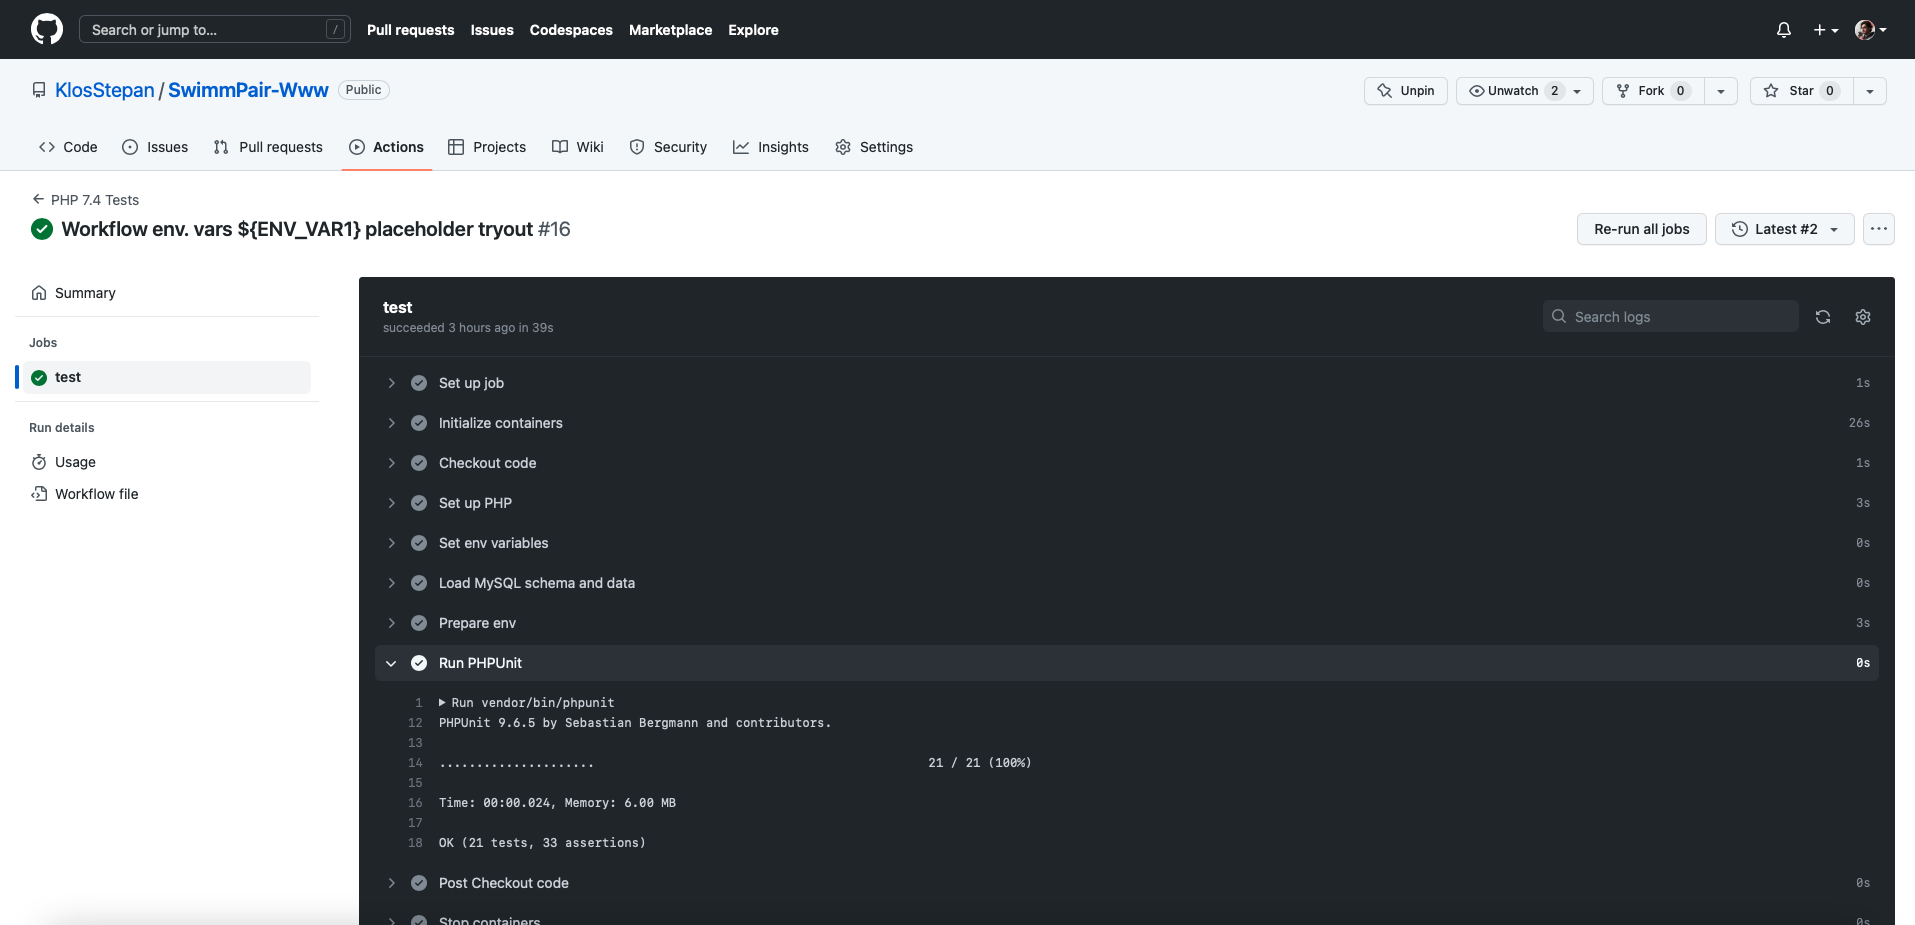 Search or jump to... /
Pull requests Issues Codespaces Marketplace Explore
KlosStepan / SwimmPair-Www Public
Unpin Unwatch 2 Fork 0 Star 0
Code Issues Pull requests Actions Projects Wiki Security Insights Settings
PHP 7.4 Tests
Workflow env. vars ${ENV_VAR1} placeholder tryout #16
Re-run all jobs Latest #2
Summary
Jobs
test
Run details
Usage
Workflow file
test
succeeded 3 hours ago in 39s
Search logs
Set up job 1s
Initialize containers 26s
Checkout code 1s
Set up PHP 3s
Set env variables 0s
Load MySQL schema and data 0s
Prepare env 3s
Run PHPUnit 0s
1 Run vendor/bin/phpunit
12 PHPUnit 9.6.5 by Sebastian Bergmann and contributors.
13
14 ..................... 21 / 21 (100%)
15
16 Time: 00:00.024, Memory: 6.00 MB
17
18 OK (21 tests, 33 assertions)
Post Checkout code 0s
Stop containers 0s